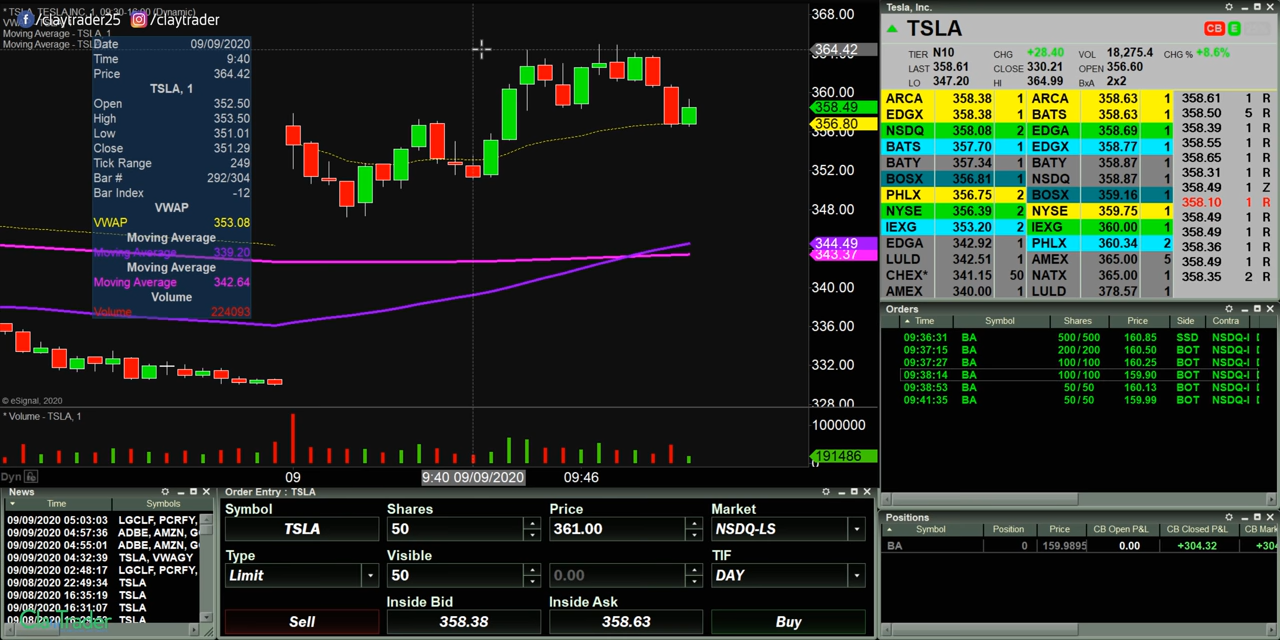 * TSLA, TESLA INC, 1, 09:30-16:00 (Dynamic)
/claytrader25 /claytrader
Moving Average - TSLA, 1
Date 09/09/2020
Time 9:40
Price 364.42
TSLA, 1
Open 352.50
High 353.50
Low 351.01
Close 351.29
Tick Range 249
Bar # 292/304
Bar Index -12
VWAP
VWAP 353.08
Moving Average
Moving Average 339.20
Moving Average
Moving Average 342.64
Volume
Volume 224093
368.00
364.42
360.00
358.49
356.80
352.00
348.00
344.49
343.37
340.00
336.00
332.00
328.00
© eSignal, 2020
* Volume - TSLA, 1
1000000
191486
Dyn
09 9:40 09/09/2020 09:46
Tesla, Inc.
TSLA CB E
TIER N10 CHG +28.40 VOL 18,275.4 CHG % +8.6%
LAST 358.61 CLOSE 330.21 OPEN 356.60
LO 347.20 HI 364.99 BxA 2x2
ARCA 358.38 1 ARCA 358.63 1 358.61 1 R
EDGX 358.38 1 BATS 358.63 1 358.50 5 R
NSDQ 358.08 2 EDGA 358.69 1 358.39 1 R
BATS 357.70 1 EDGX 358.77 1 358.55 1 R
BATY 357.34 1 BATY 358.87 1 358.65 1 R
BOSX 356.81 1 NSDQ 358.87 1 358.31 1 R
PHLX 356.75 2 BOSX 359.16 1 358.49 1 Z
NYSE 356.39 2 NYSE 359.75 1 358.10 1 R
IEXG 353.20 2 IEXG 360.00 1 358.49 1 R
EDGA 342.92 1 PHLX 360.34 2 358.49 1 R
LULD 342.51 1 AMEX 365.00 5 358.36 1 R
CHEX* 341.15 50 NATX 365.00 1 358.49 1 R
AMEX 340.00 1 LULD 378.57 1 358.35 2 R
Orders
Time Symbol Shares Price Side Contra
09:36:31 BA 500/500 160.85 SSD NSDQ-I
09:37:15 BA 200/200 160.50 BOT NSDQ-I
09:37:27 BA 100/100 160.25 BOT NSDQ-I
09:38:14 BA 100/100 159.90 BOT NSDQ-I
09:38:53 BA 50/50 160.13 BOT NSDQ-I
09:41:35 BA 50/50 159.99 BOT NSDQ-I
Positions
Symbol Position Price CB Open P&L CB Closed P&L CB Mark
BA 0 159.9895 0.00 +304.32 +304
News
Time Symbols
09/09/2020 05:03:03 LGCLF, PCRFY,
09/09/2020 04:57:36 ADBE, AMZN, G
09/09/2020 04:55:01 ADBE, AMZN, G
09/09/2020 04:32:39 TSLA, VWAGY
09/09/2020 02:48:17 LGCLF, PCRFY,
09/08/2020 22:49:34 TSLA
09/08/2020 16:35:19 TSLA
09/08/2020 16:31:07 TSLA
TSLA
ClayTrader
Order Entry : TSLA
Symbol Shares Price Market
TSLA 50 361.00 NSDQ-LS
Type Visible TIF
Limit 50 0.00 DAY
Inside Bid Inside Ask
Sell 358.38 358.63 Buy